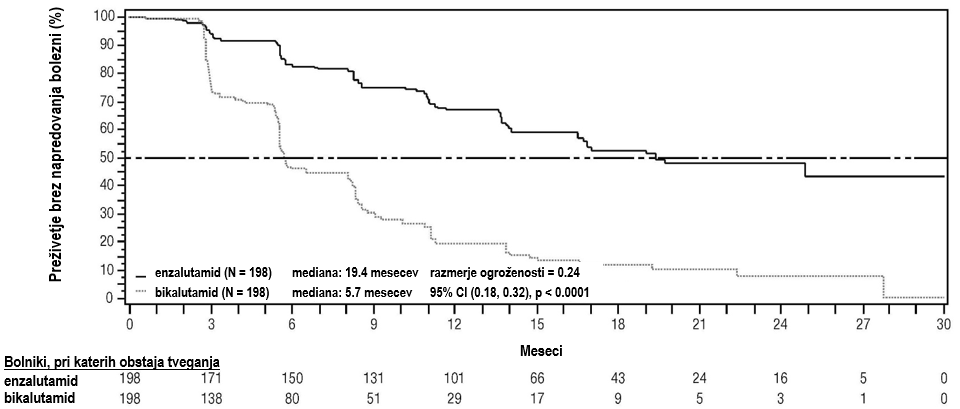 Preživetje brez napredovanja bolezni (%)
100
90
80
70
60
50
40
30
20
10
0
enzalutamid (N = 198) mediana: 19.4 mesecev razmerje ogroženosti = 0.24
bikalutamid (N = 198) mediana: 5.7 mesecev 95% CI (0.18, 0.32), p < 0.0001
0 3 6 9 12 15 18 21 24 27 30
Meseci
Bolniki, pri katerih obstaja tveganja
enzalutamid 198 171 150 131 101 66 43 24 16 5 0
bikalutamid 198 138 80 51 29 17 9 5 3 1 0